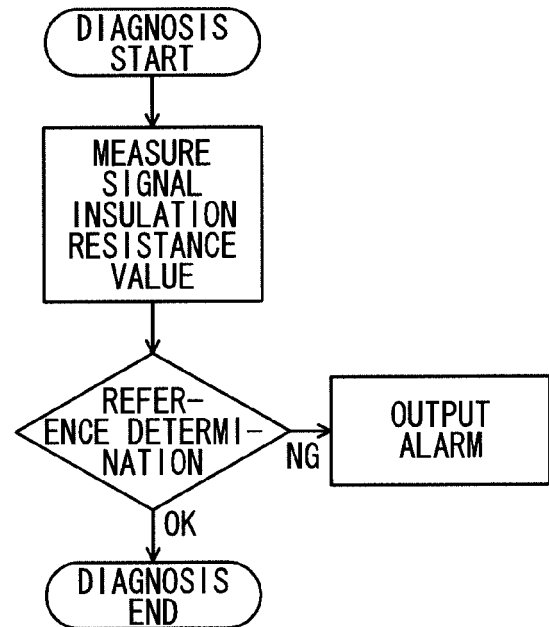 DIAGNOSIS
START
MEASURE
SIGNAL
INSULATION
RESISTANCE
VALUE
REFER-
ENCE DETERMI-
NATION
NG
OUTPUT
ALARM
OK
DIAGNOSIS
END